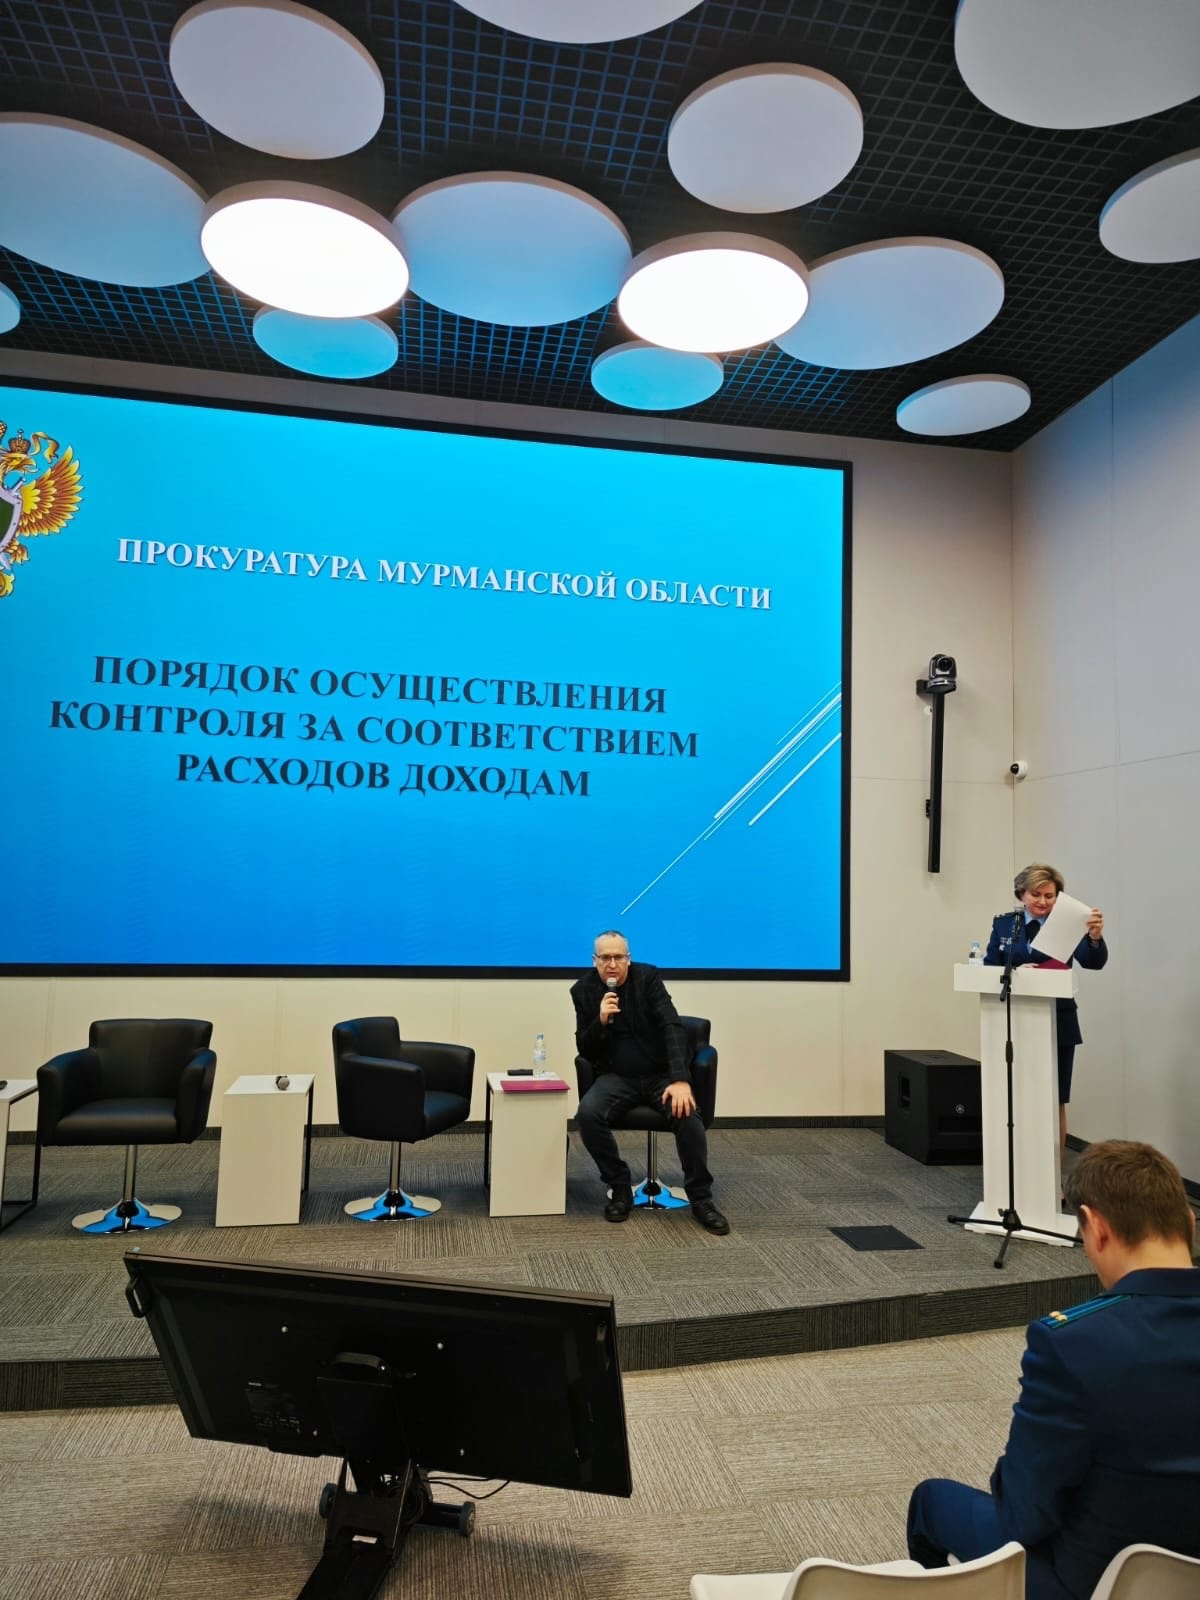 ПРОКУРАТУРА МУРМАНСКОЙ ОБЛАСТИ
ПОРЯДОК ОСУЩЕСТВЛЕНИЯ
КОНТРОЛЯ ЗА СООТВЕТСТВИЕМ
РАСХОДОВ ДОХОДАМ